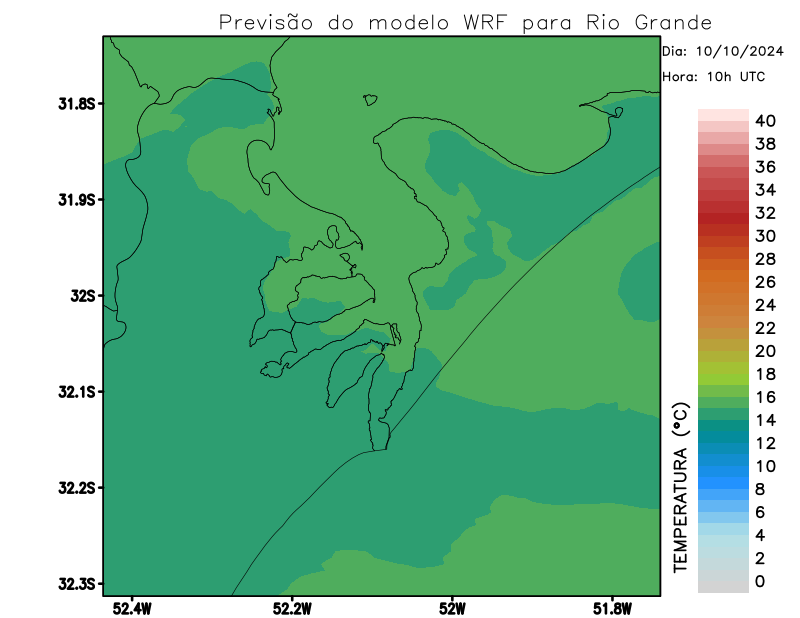 Previsão do modelo WRF para Rio Grande
Dia: 10/10/2024
Hora: 10h UTC
31.8S
31.9S
32S
32.1S
32.2S
32.3S
52.4W
52.2W
52W
51.8W
TEMPERATURA (°C)
40
38
36
34
32
30
28
26
24
22
20
18
16
14
12
10
8
6
4
2
0